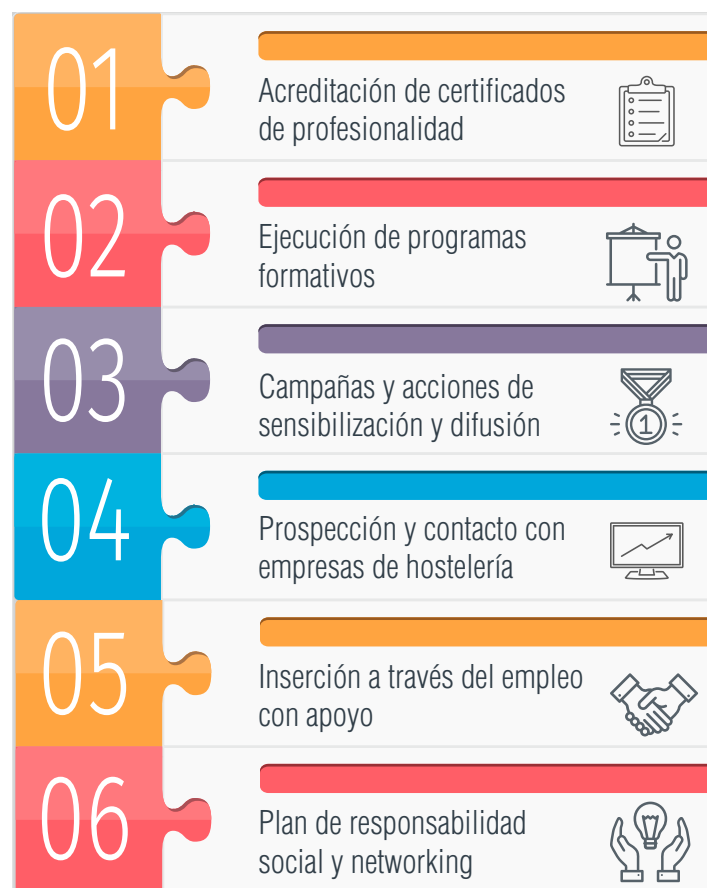 01
Acreditación de certificados
de profesionalidad
02
Ejecución de programas
formativos
03
Campañas y acciones de
sensibilización y difusión
1
04
Prospección y contacto con
empresas de hostelería
05
Inserción a través del empleo
con apoyo
06
Plan de responsabilidad
social y networking